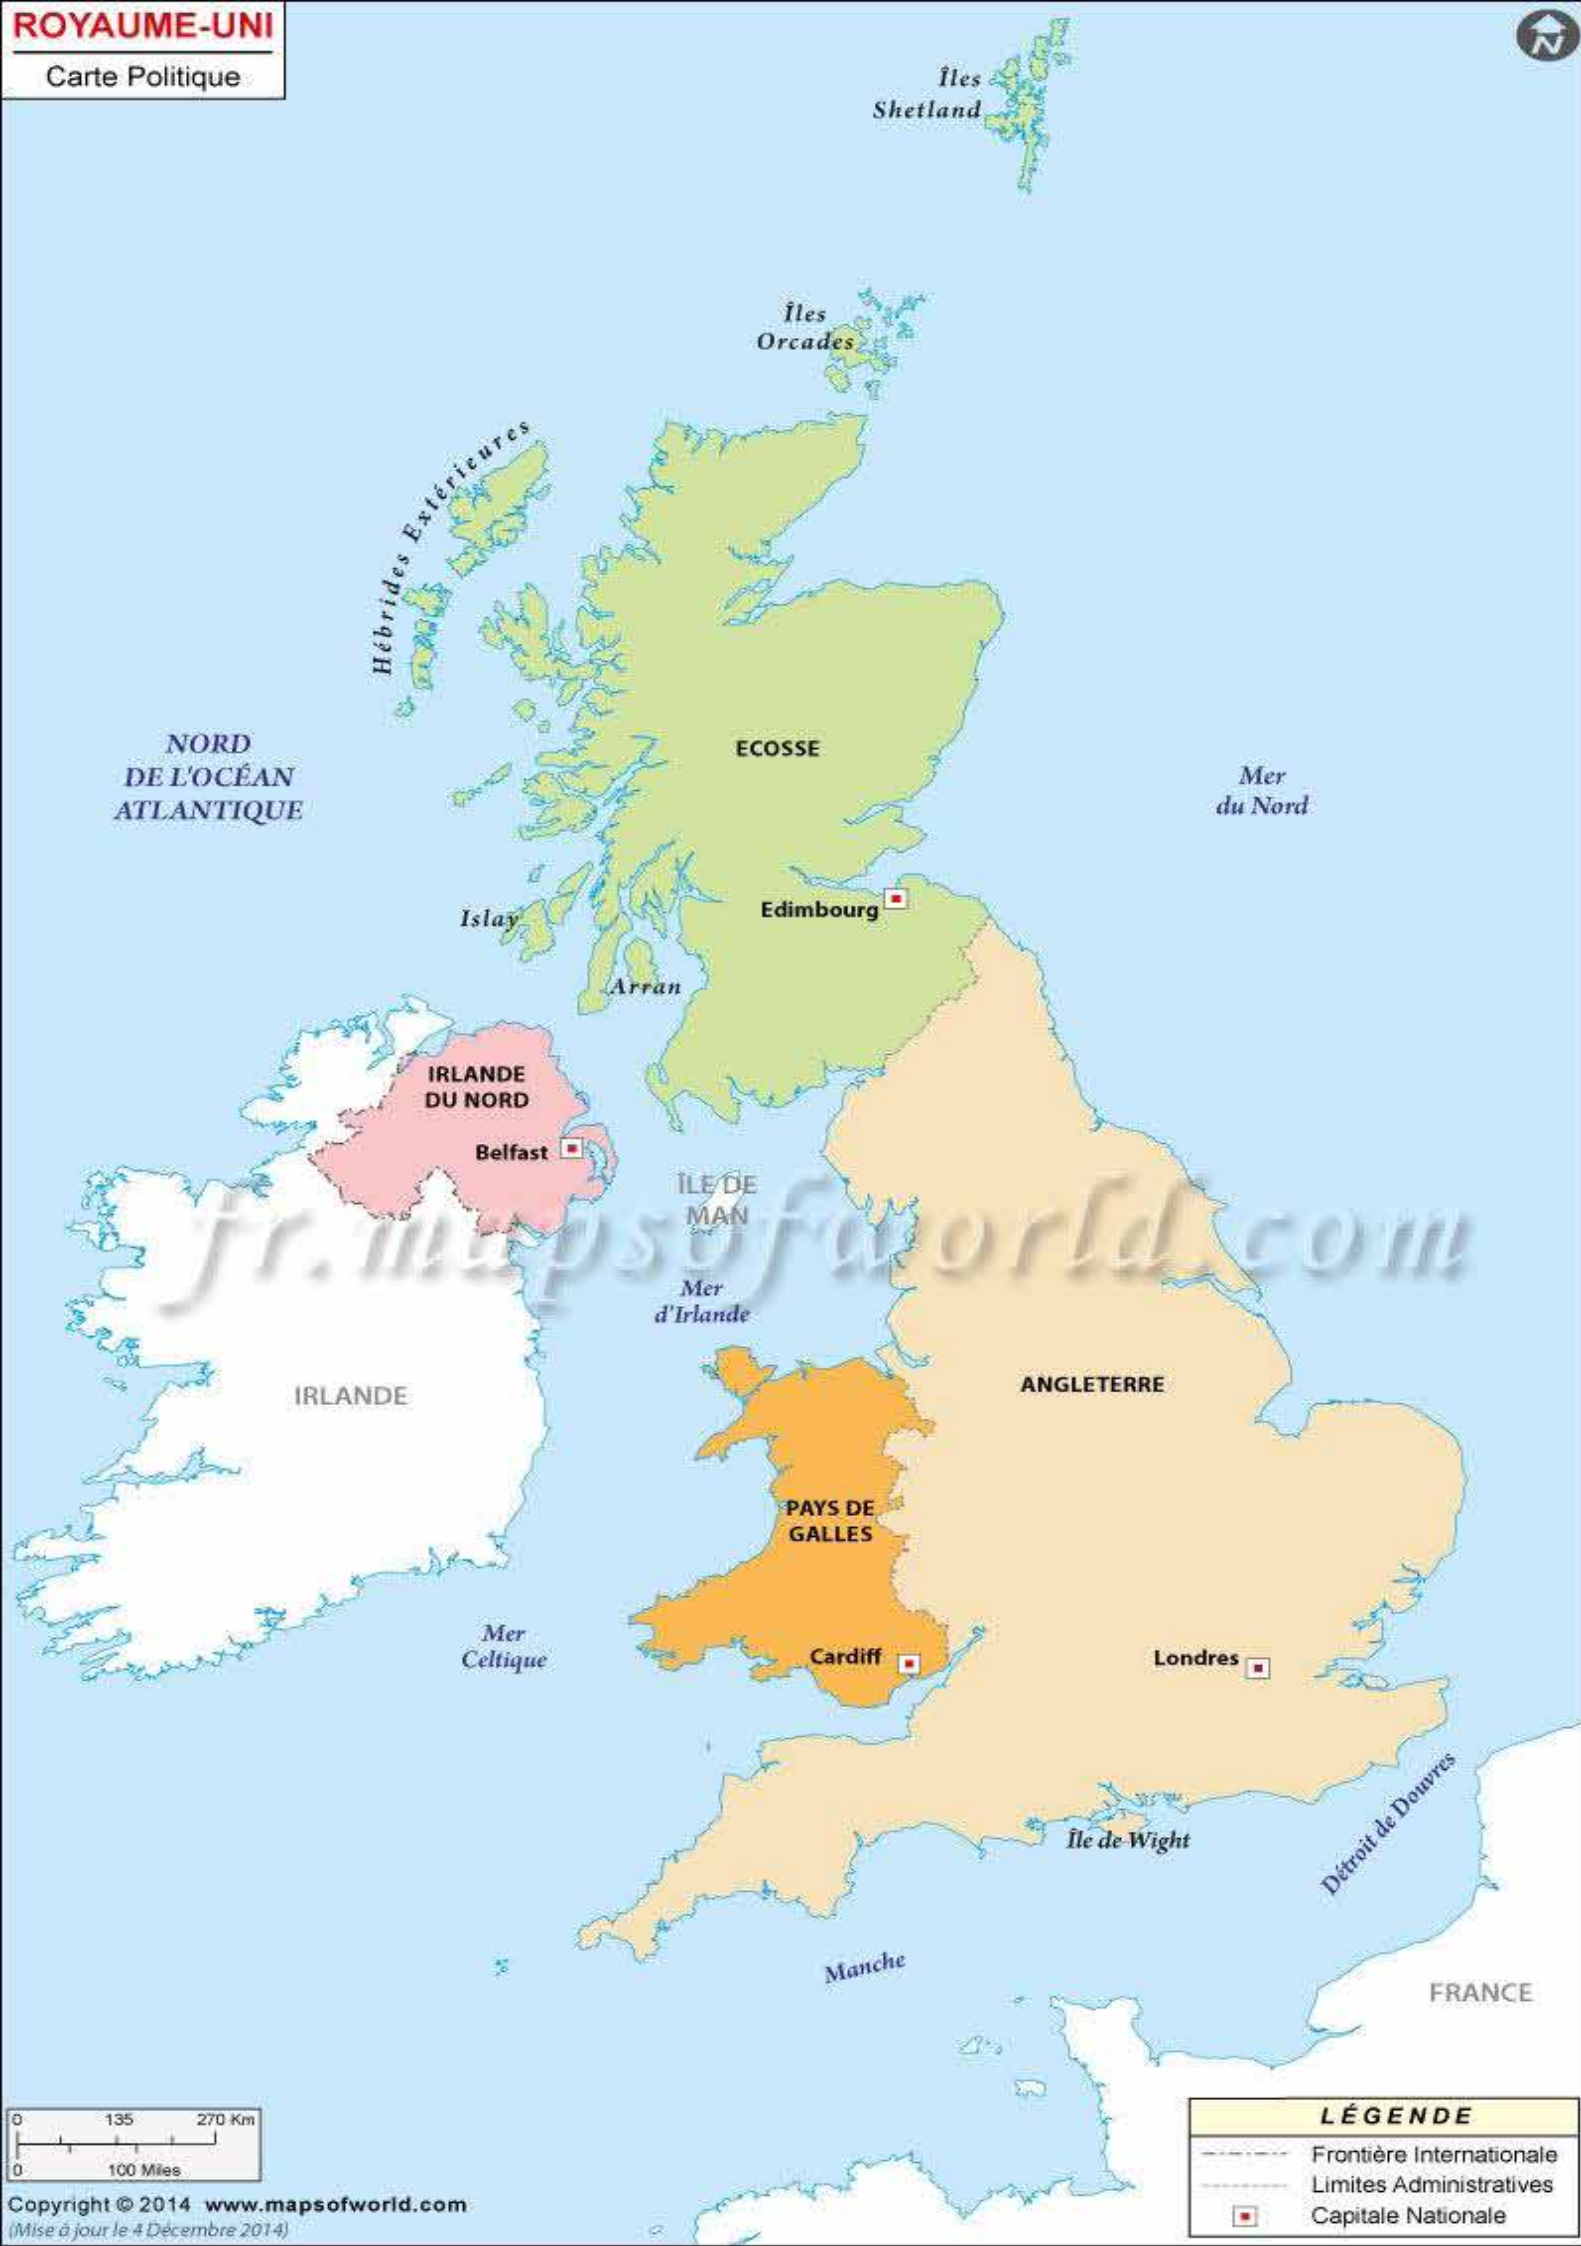 ROYAUME-UNI
Carte Politique
N
Îles
Shetland
Îles
Orcades
Hébrides Extérieures
NORD
DE L'OCÉAN
ATLANTIQUE
ECOSSE
Mer
du Nord
Edimbourg
Islay
Arran
IRLANDE
DU NORD
Belfast
ÎLE DE
MAN
fr.mapsofworld.com
Mer
d'Irlande
IRLANDE
ANGLETERRE
PAYS DE
GALLES
Mer
Celtique
Cardiff
Londres
Détroit de Douvres
Île de Wight
Manche
FRANCE
0 135 270 Km
0 100 Miles
LÉGENDE
Frontière Internationale
Limites Administratives
Capitale Nationale
Copyright © 2014 www.mapsofworld.com
(Mise à jour le 4 Décembre 2014)